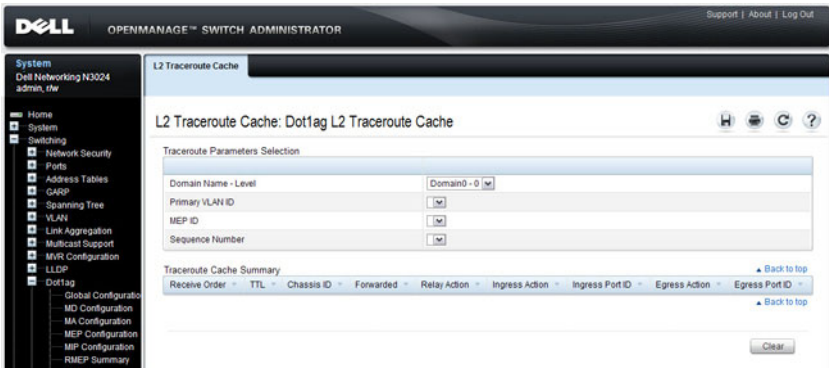 Support | About | Log Out
DELL OPENMANAGE™ SWITCH ADMINISTRATOR
System
Dell Networking N3024
admin, r/w
Home
System
Switching
Network Security
Ports
Address Tables
GARP
Spanning Tree
VLAN
Link Aggregation
Multicast Support
MVR Configuration
LLDP
Dot1ag
Global Configuratio
MD Configuration
MA Configuration
MEP Configuration
MIP Configuration
RMEP Summary
L2 Traceroute Cache
L2 Traceroute Cache: Dot1ag L2 Traceroute Cache
Traceroute Parameters Selection
Domain Name - Level Domain0 - 0
Primary VLAN ID
MEP ID
Sequence Number
Traceroute Cache Summary Back to top
Receive Order TTL Chassis ID Forwarded Relay Action Ingress Action Ingress Port ID Egress Action Egress Port ID
Back to top
Clear